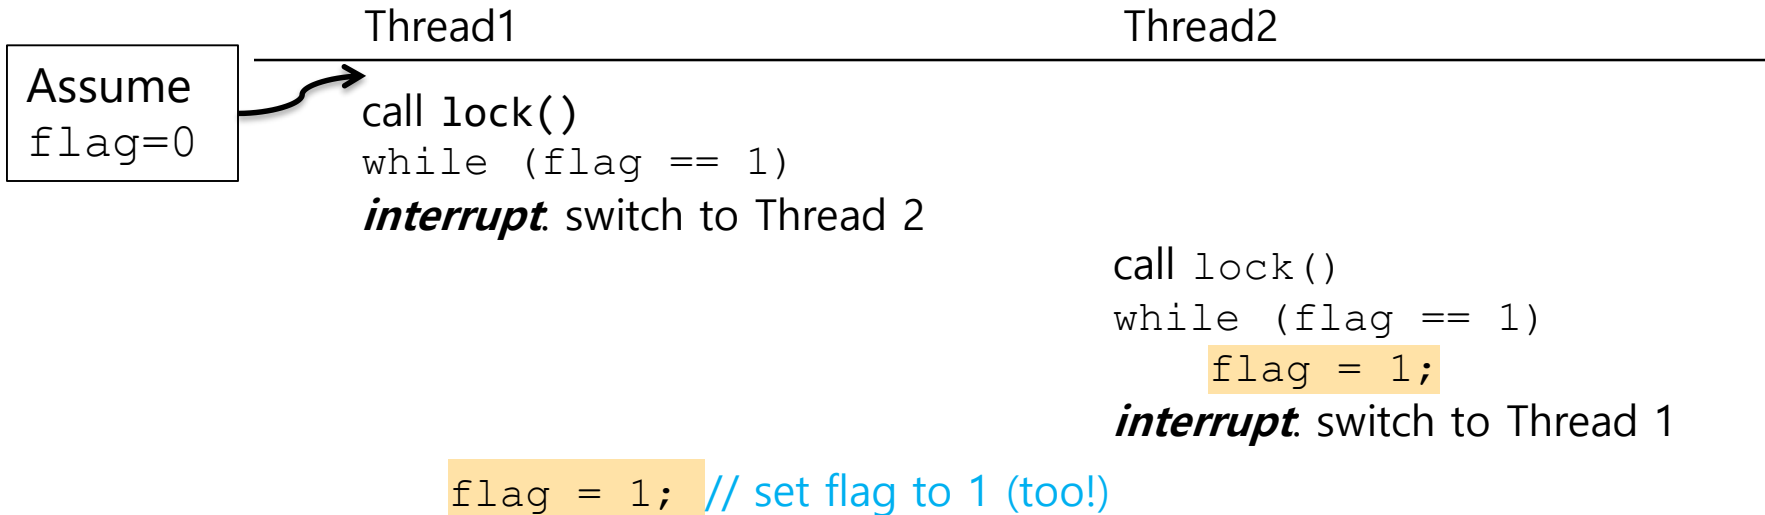 Thread1
Thread2
Assume
flag=0
call lock()
while (flag == 1)
interrupt: switch to Thread 2
call lock()
while (flag == 1)
flag = 1;
interrupt: switch to Thread 1
flag = 1; // set flag to 1 (too!)